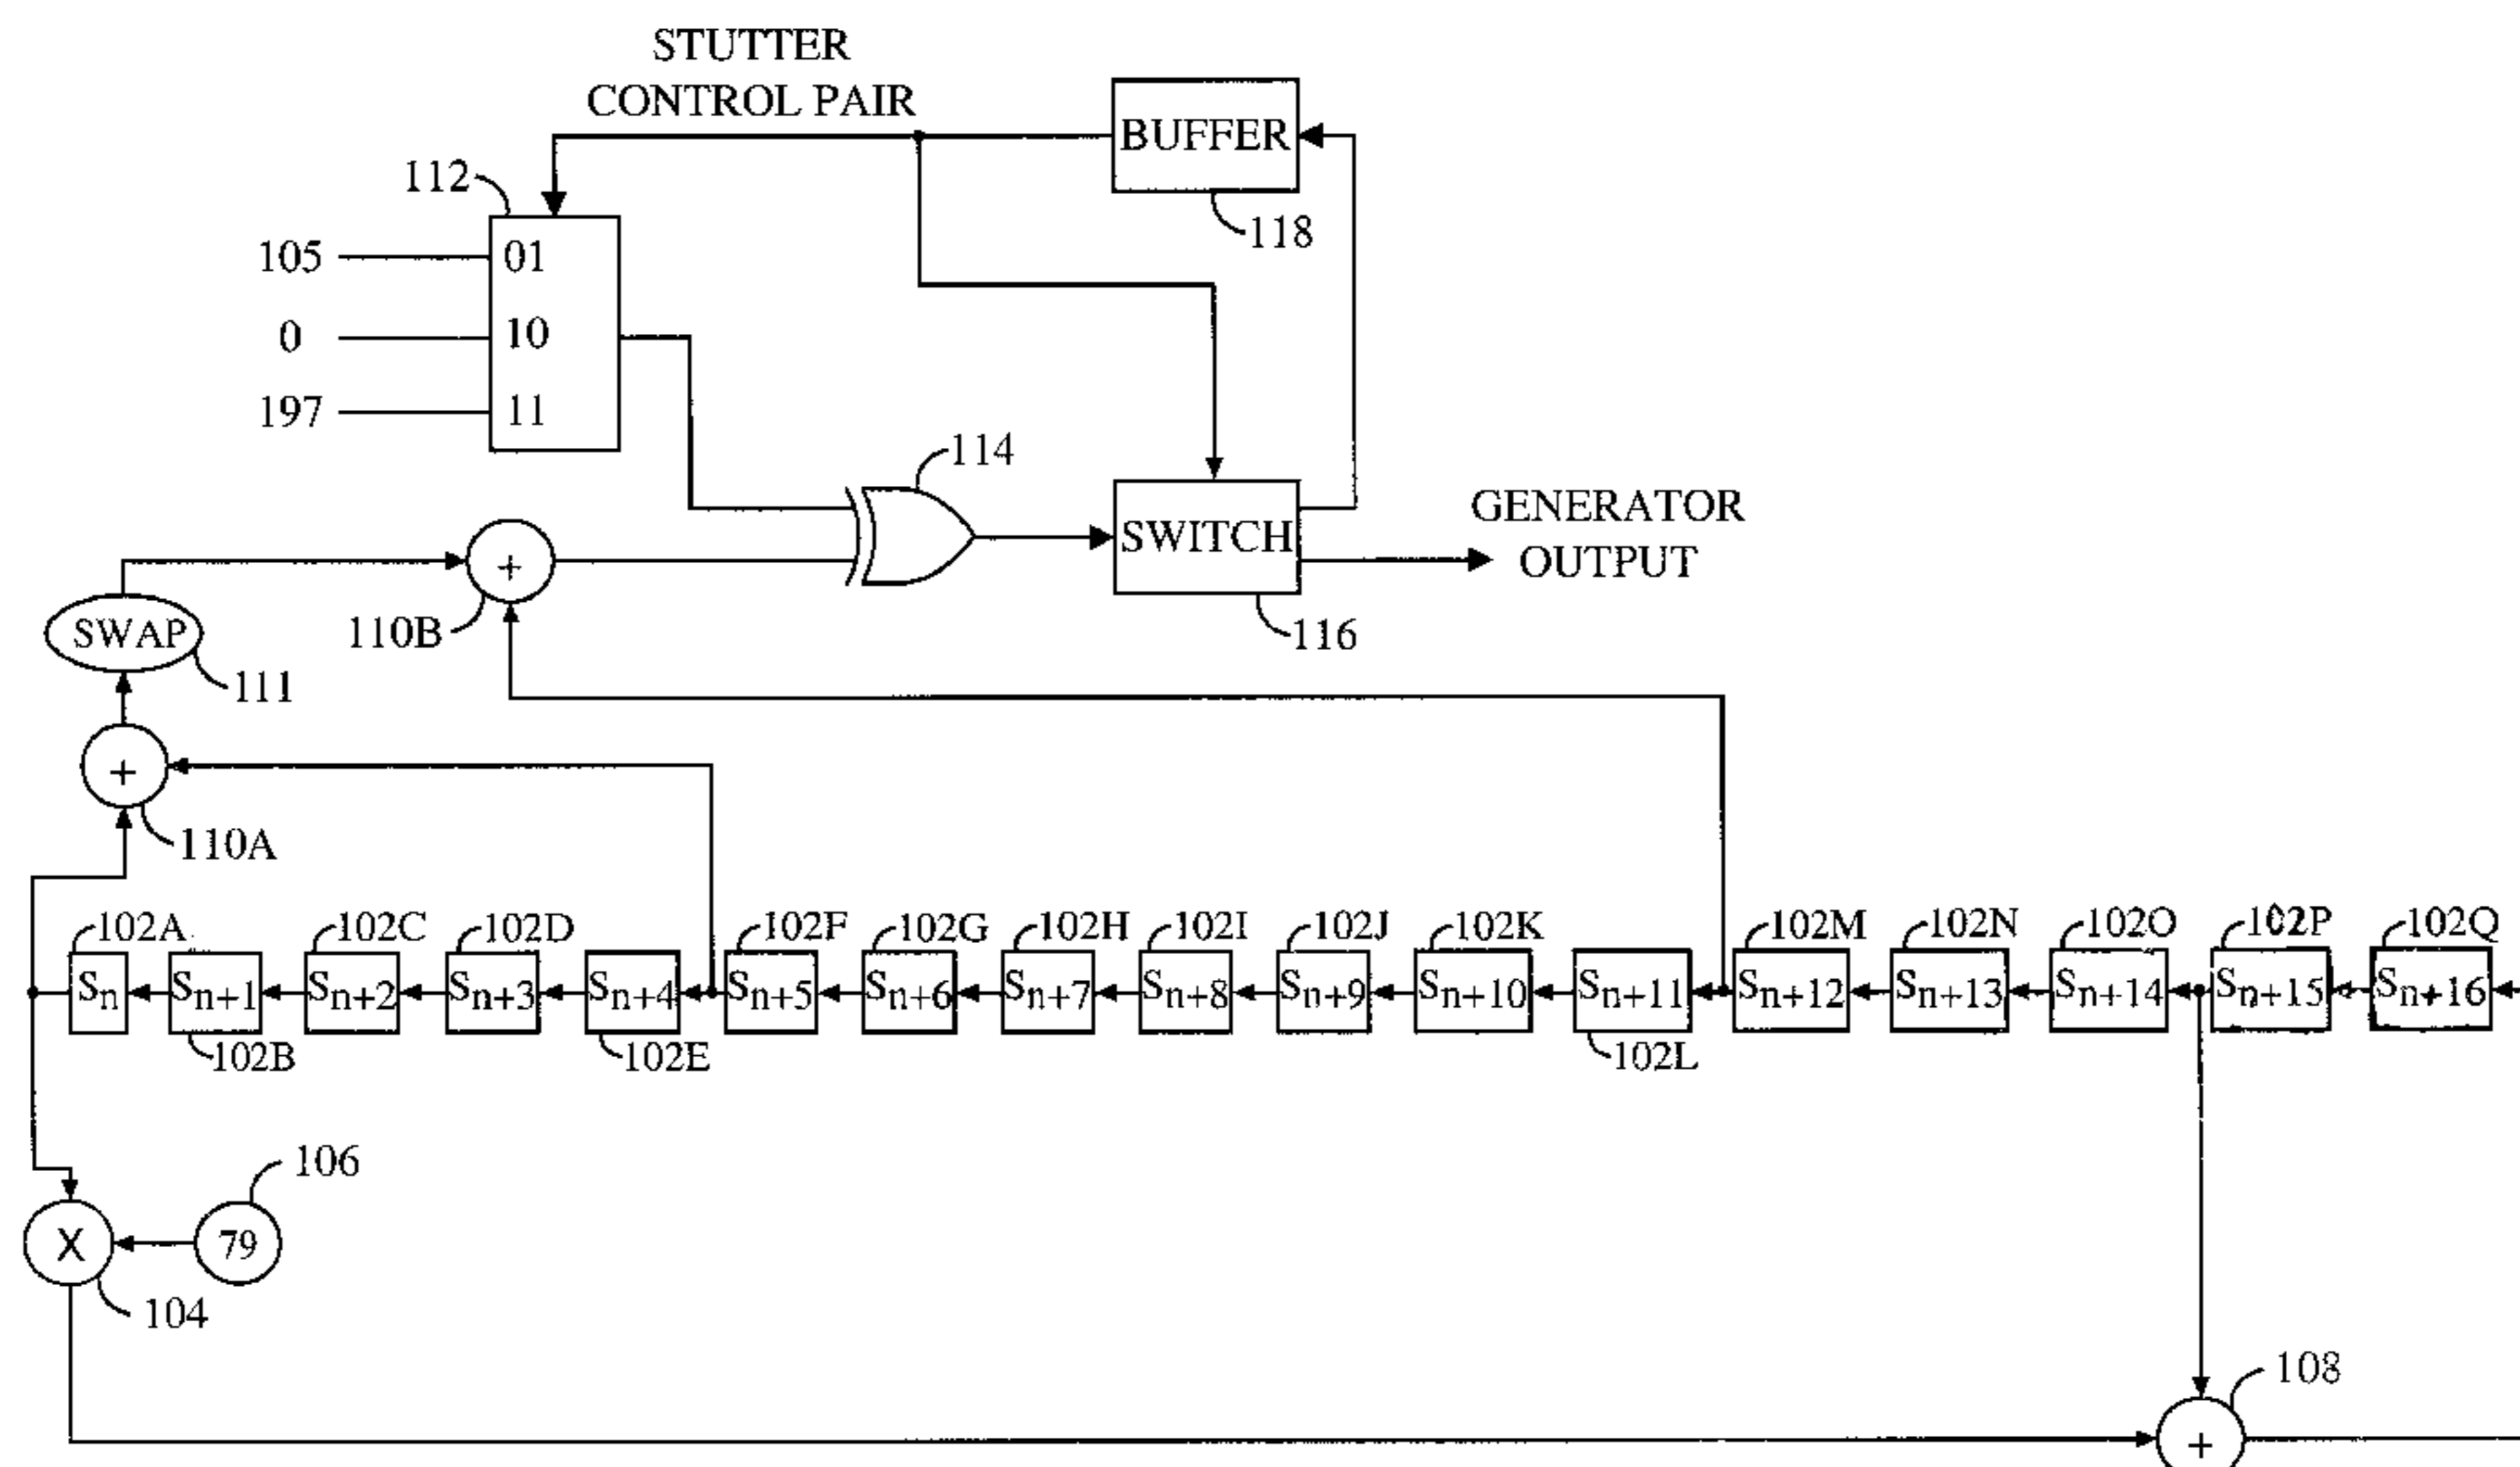 STUTTER
CONTROL PAIR
BUFFER
112
118
105
01
0
10
197
11
114
GENERATOR
OUTPUT
SWITCH
+
SWAP
110B
116
111
+
110A
102A
102C
102D
102F
102G
102H
102I
102J
102K
102M
102N
102O
102P
102Q
Sn
Sn+1
Sn+2
Sn+3
Sn+4
Sn+5
Sn+6
Sn+7
Sn+8
Sn+9
Sn+10
Sn+11
Sn+12
Sn+13
Sn+14
Sn+15
Sn+16
102B
102E
102L
106
X
79
104
108
+